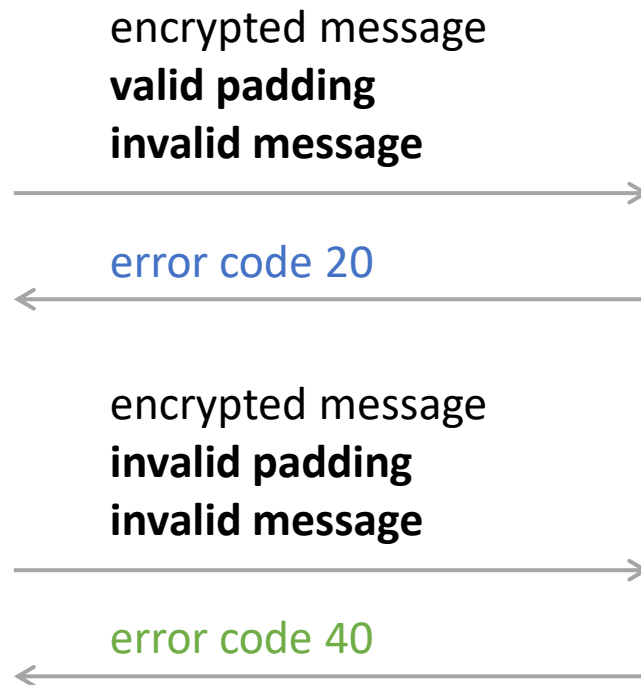 encrypted message
valid padding
invalid message
error code 20
encrypted message
invalid padding
invalid message
error code 40